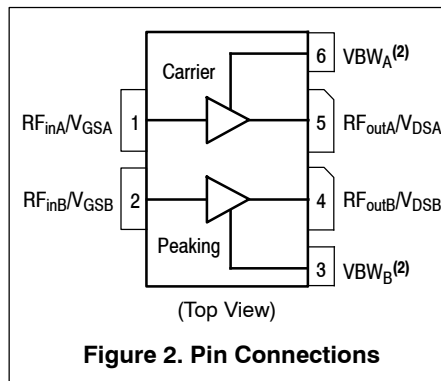 Carrier
6 VBW_A(2)
RF_inA/V_GSA 1 5 RF_outA/V_DSA
RF_inB/V_GSB 2 4 RF_outB/V_DSB
Peaking
3 VBW_B(2)
(Top View)
Figure 2. Pin Connections